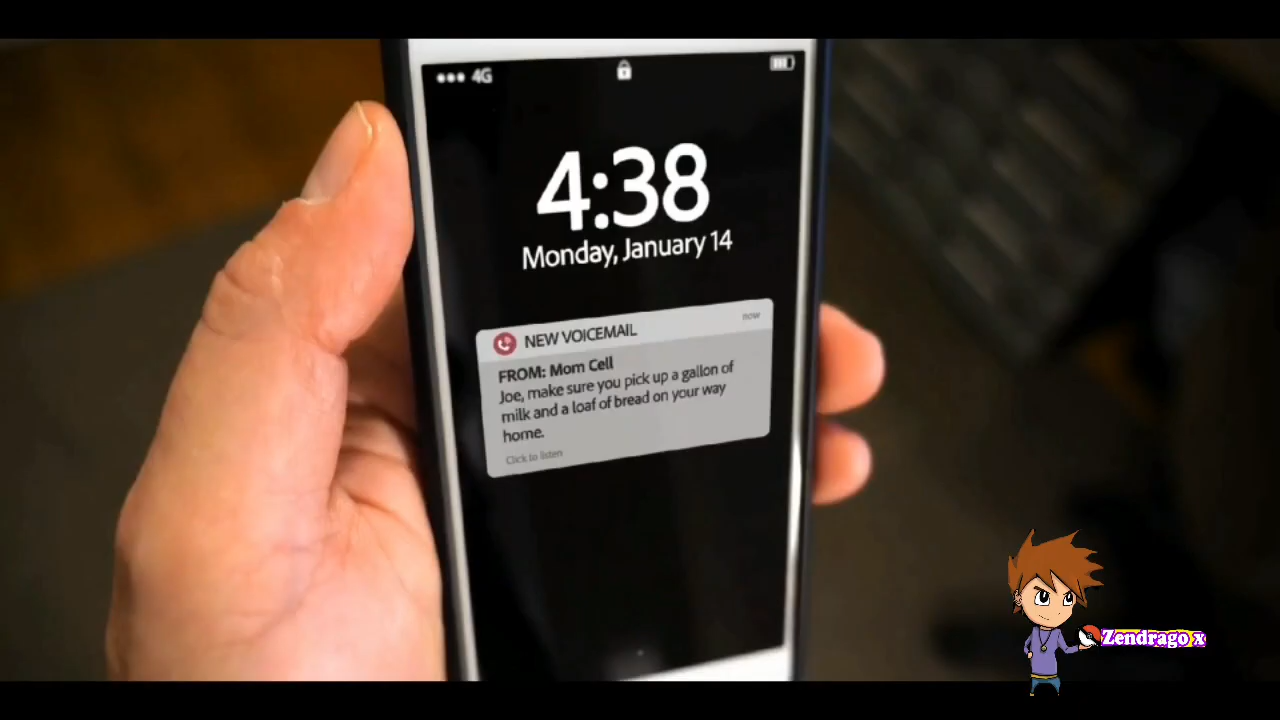 4G
4:38
Monday, January 14
NEW VOICEMAIL
now
FROM: Mom Cell
Joe, make sure you pick up a gallon of
milk and a loaf of bread on your way
home.
Click to listen
Zendrago x